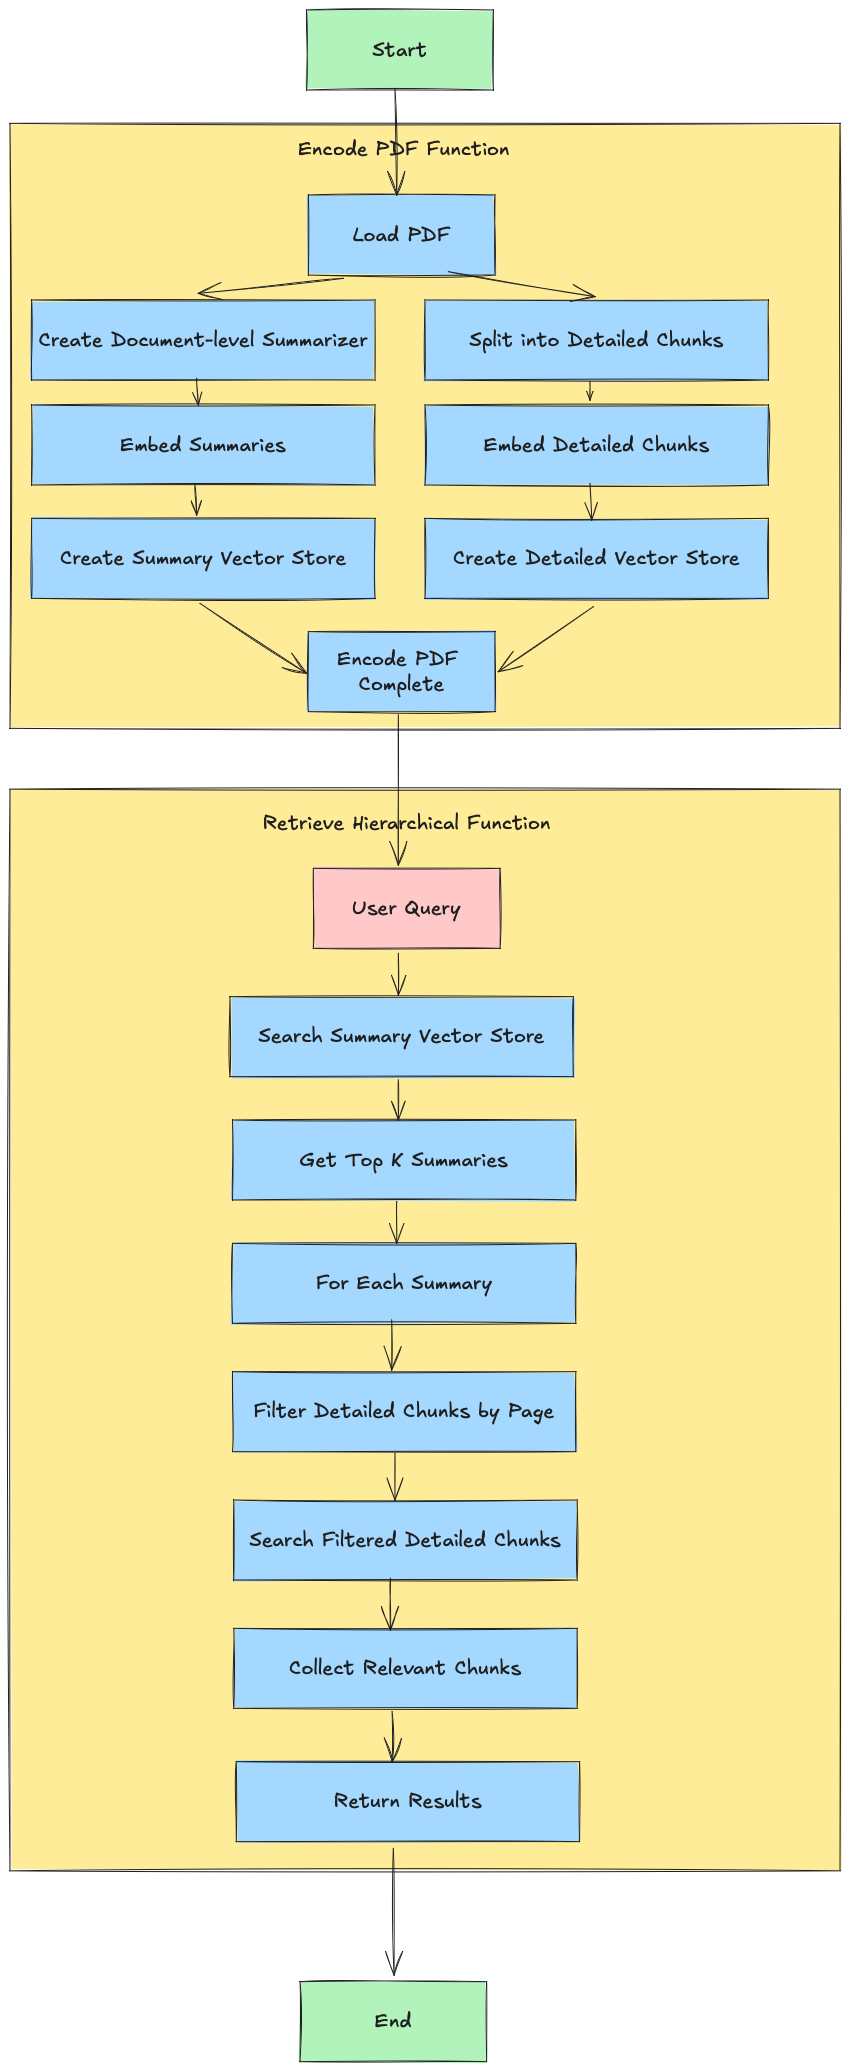 Start
Encode PDF Function
Load PDF
Create Document-level Summarizer
Split into Detailed Chunks
Embed Summaries
Embed Detailed Chunks
Create Summary Vector Store
Create Detailed Vector Store
Encode PDF
Complete
Retrieve Hierarchical Function
User Query
Search Summary Vector Store
Get Top K Summaries
For Each Summary
Filter Detailed Chunks by Page
Search Filtered Detailed Chunks
Collect Relevant Chunks
Return Results
End